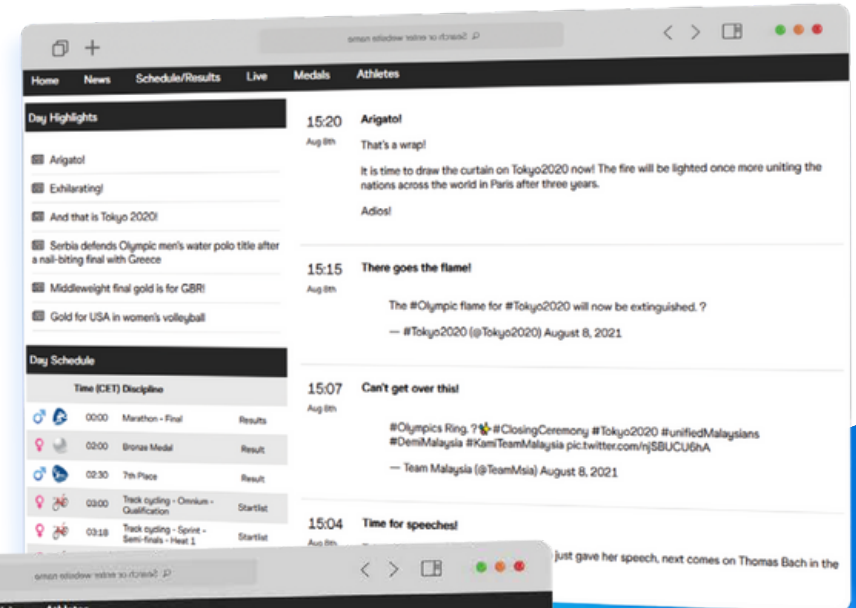 Search or enter website name
Home News Schedule/Results Live Medals Athletes
Day Highlights
Arigato!
Exhilarating!
And that is Tokyo 2020!
Serbia defends Olympic men's water polo title after
a nail-biting final with Greece
Middleweight final gold is for GBR!
Gold for USA in women's volleyball
Day Schedule
Time (CET) Discipline
00:00 Marathon - Final Results
02:00 Bronze Medal Result
02:30 7th Place Result
03:00 Track cycling - Omnium -
Qualification Startlist
03:18 Track cycling - Sprint -
Semi-finals - Heat 1 Startlist
15:20 Arigato!
Aug 8th
That's a wrap!
It is time to draw the curtain on Tokyo2020 now! The fire will be lighted once more uniting the
nations across the world in Paris after three years.
Adios!
15:15 There goes the flame!
Aug 8th
The #Olympic flame for #Tokyo2020 will now be extinguished. ?
— #Tokyo2020 (@Tokyo2020) August 8, 2021
15:07 Can't get over this!
Aug 8th
#Olympics Ring. ? #ClosingCeremony #Tokyo2020 #unifiedMalaysians
#DemiMalaysia #KamiTeamMalaysia pic.twitter.com/njSBUCU6hA
— Team Malaysia (@TeamMsia) August 8, 2021
15:04 Time for speeches!
Aug 8th
just gave her speech, next comes on Thomas Bach in the
Search or enter website name
Athletes